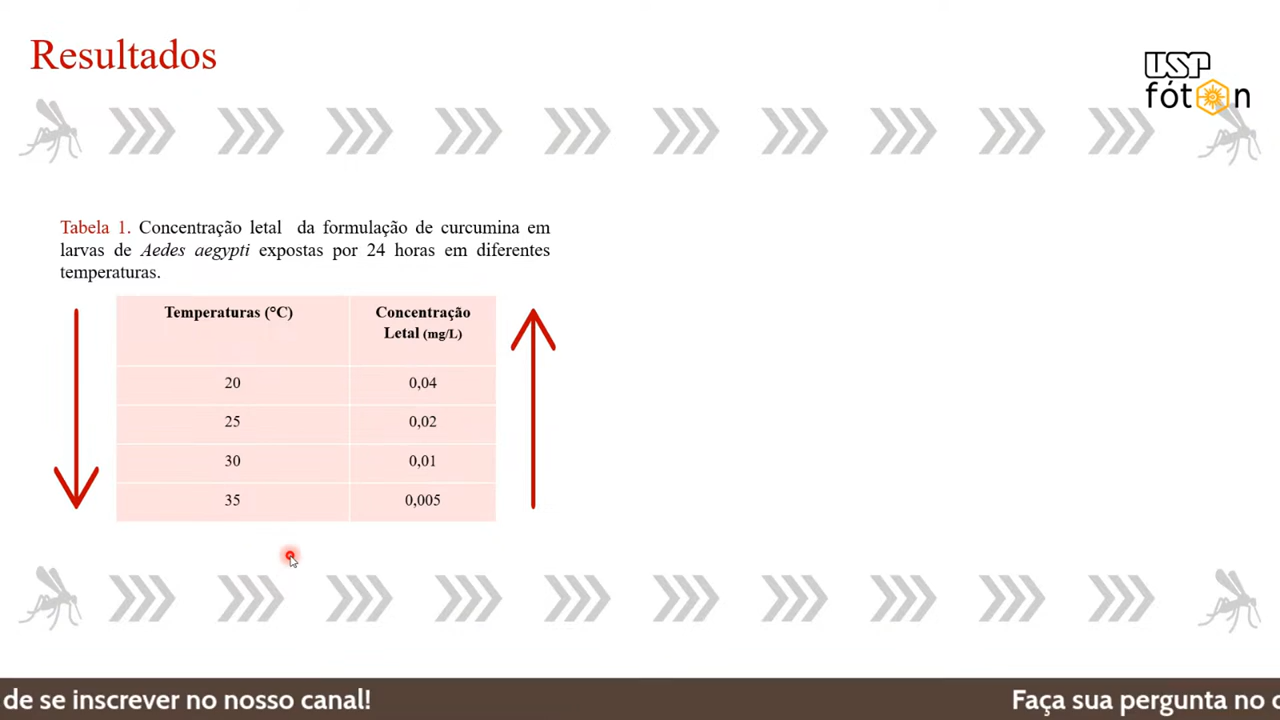 Resultados
USP
fóton
Tabela 1. Concentração letal da formulação de curcumina em
larvas de Aedes aegypti expostas por 24 horas em diferentes
temperaturas.
Temperaturas (°C) Concentração
Letal (mg/L)
20 0,04
25 0,02
30 0,01
35 0,005
de se inscrever no nosso canal! Faça sua pergunta no